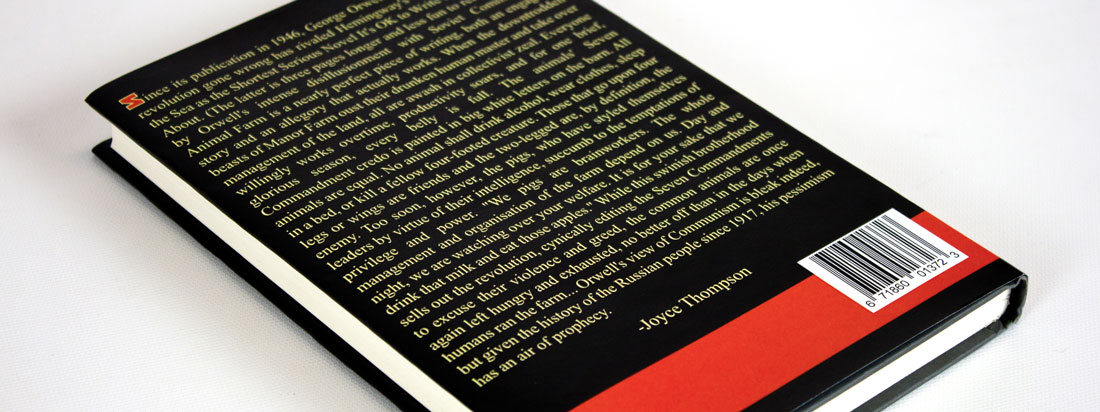 Since its publication in 1946, George Orwell's
revolution gone wrong has rivaled Hemingway's
the Sea as the Shortest Serious Novel It's OK to Write
About. (The latter is three pages longer and less fun to
by Orwell's intense disillusionment with Soviet
Animal Farm is a nearly perfect piece of writing, both an
story and an allegory that actually works. When the downtrodden
beasts of Manor Farm oust their drunken human master and take over
management of the land, all are awash in collectivist zeal. Everyone
willingly works overtime, productivity soars, and for one brief,
glorious season, every belly is full. The animals' Seven
Commandment credo is painted in big white letters on the barn. All
animals are equal. No animal shall drink alcohol, wear clothes, sleep
in a bed, or kill a fellow four-footed creature. Those that go upon four
legs or wings are friends and the two-legged are, by definition, the
enemy. Too soon, however, the pigs, who have styled themselves
leaders by virtue of their intelligence, succumb to the temptations of
privilege and power. "We pigs are brainworkers. The whole
management and organisation of the farm depend on us. Day and
night, we are watching over your welfare. It is for your sake that we
drink that milk and eat those apples." While this swinish brotherhood
sells out the revolution, cynically editing the Seven Commandments
to excuse their violence and greed, the common animals are once
again left hungry and exhausted, no better off than in the days when
humans ran the farm... Orwell's view of Communism is bleak indeed,
but given the history of the Russian people since 1917, his pessimism
has an air of prophecy.
-Joyce Thompson
6 71860 01372 3